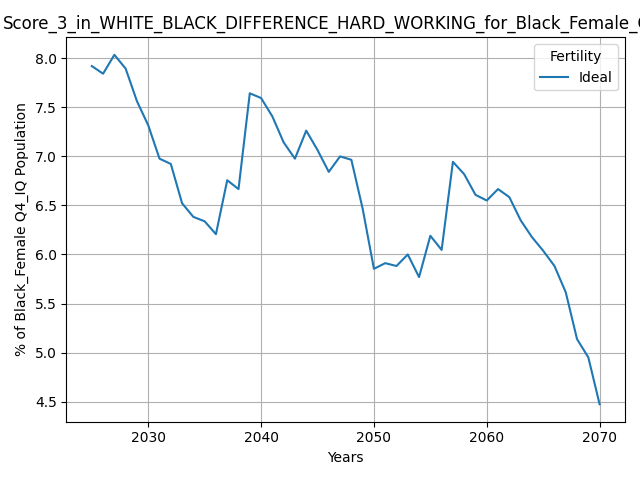 Score_3_in_WHITE_BLACK_DIFFERENCE_HARD_WORKING_for_Black_Female_
Fertility
Ideal
% of Black_Female Q4_IQ Population
8.0
7.5
7.0
6.5
6.0
5.5
5.0
4.5
2030 2040 2050 2060 2070
Years